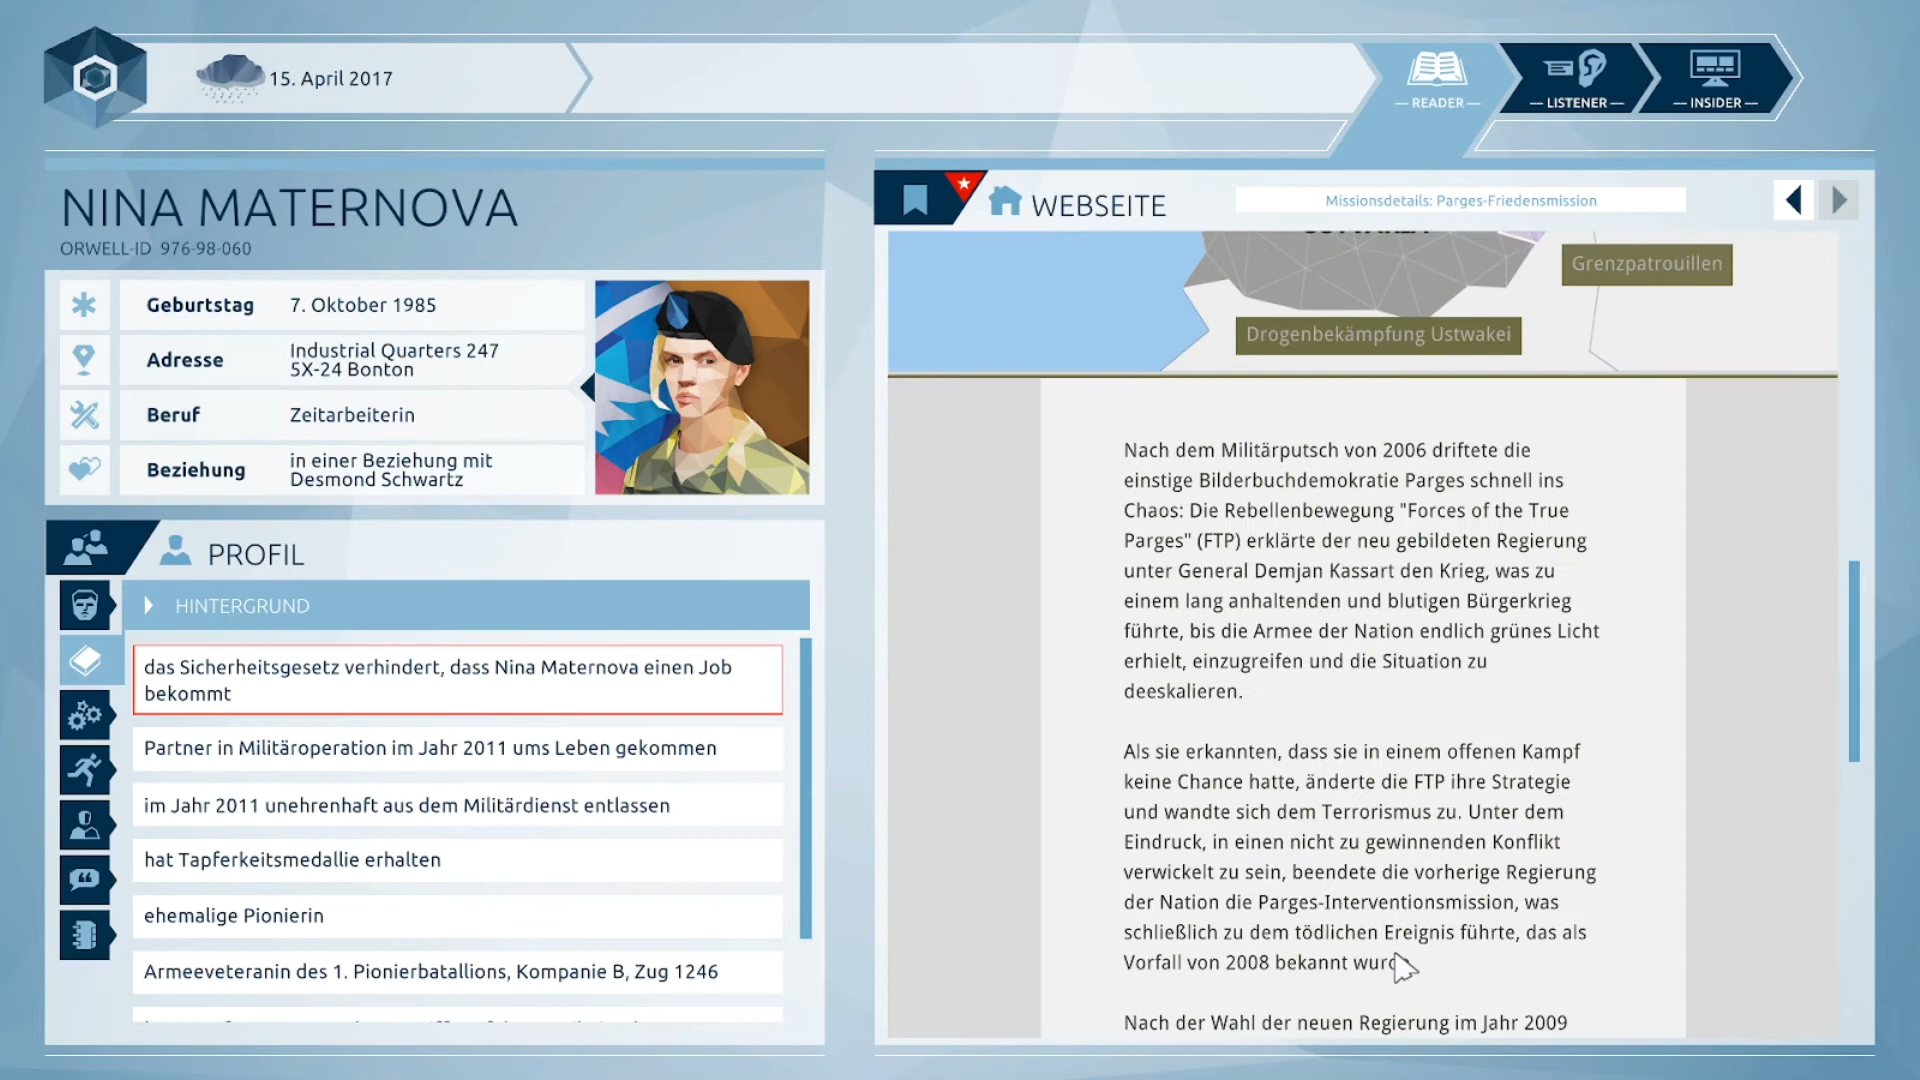 15. April 2017
— READER —
— LISTENER —
— INSIDER —
NINA MATERNOVA
ORWELL-ID 976-98-060
Geburtstag 7. Oktober 1985
Adresse Industrial Quarters 247
5X-24 Bonton
Beruf Zeitarbeiterin
Beziehung in einer Beziehung mit
Desmond Schwartz
PROFIL
HINTERGRUND
das Sicherheitsgesetz verhindert, dass Nina Maternova einen Job
bekommt
Partner in Militäroperation im Jahr 2011 ums Leben gekommen
im Jahr 2011 unehrenhaft aus dem Militärdienst entlassen
hat Tapferkeitsmedallie erhalten
ehemalige Pionierin
Armeeveteranin des 1. Pionierbatallions, Kompanie B, Zug 1246
WEBSEITE
Missionsdetails: Parges-Friedensmission
Grenzpatrouillen
Drogenbekämpfung Ustwakei
Nach dem Militärputsch von 2006 driftete die
einstige Bilderbuchdemokratie Parges schnell ins
Chaos: Die Rebellenbewegung "Forces of the True
Parges" (FTP) erklärte der neu gebildeten Regierung
unter General Demjan Kassart den Krieg, was zu
einem lang anhaltenden und blutigen Bürgerkrieg
führte, bis die Armee der Nation endlich grünes Licht
erhielt, einzugreifen und die Situation zu
deeskalieren.
Als sie erkannten, dass sie in einem offenen Kampf
keine Chance hatte, änderte die FTP ihre Strategie
und wandte sich dem Terrorismus zu. Unter dem
Eindruck, in einen nicht zu gewinnenden Konflikt
verwickelt zu sein, beendete die vorherige Regierung
der Nation die Parges-Interventionsmission, was
schließlich zu dem tödlichen Ereignis führte, das als
Vorfall von 2008 bekannt
Nach der Wahl der neuen Regierung im Jahr 2009